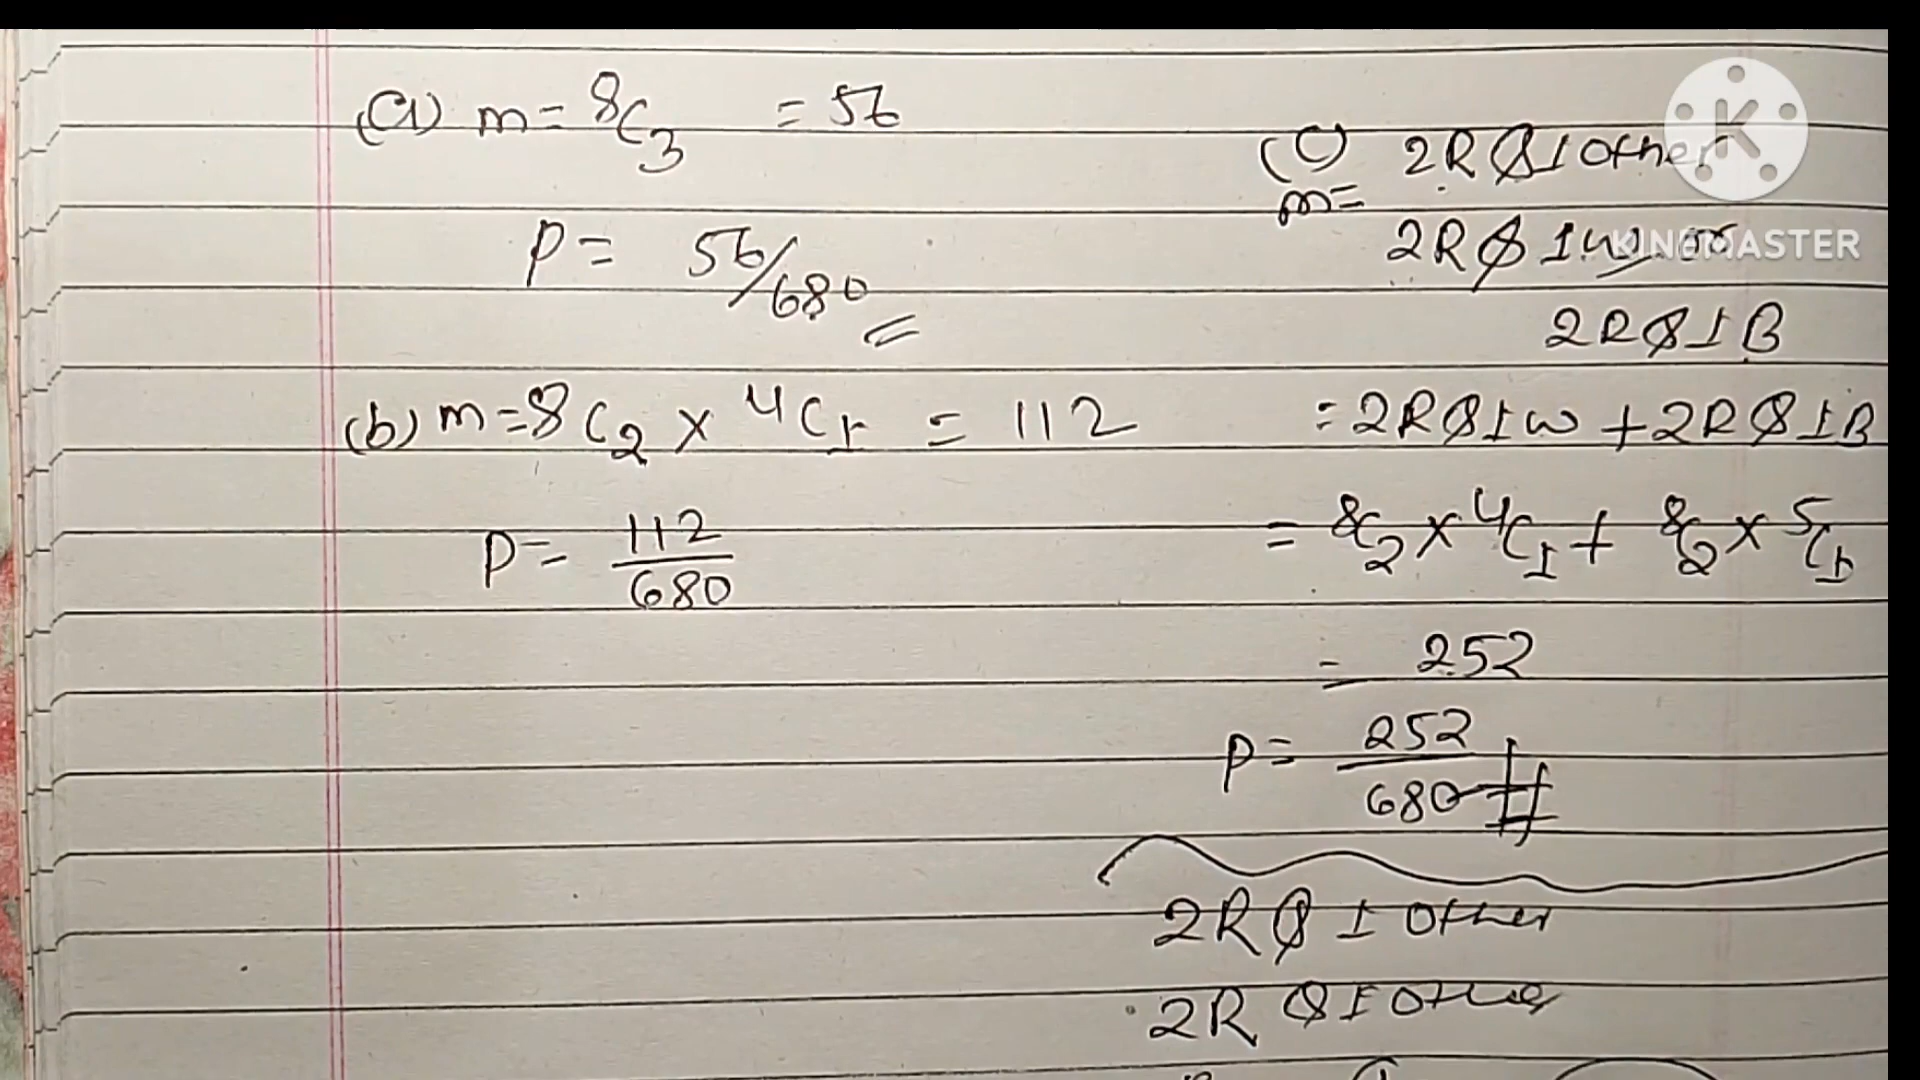 (a) m = 8C3 = 56
P = 56/680
(b) m = 8C2 × 4C1 = 112
P = 112/680
(C) 2R & 1 other
m =
2R & 1W or
2R & 1B
= 2R & 1W + 2R & 1B
= 8C2 × 4C1 + 8C2 × 5C1
= 252
P = 252/680
2R & 1 other
2R & 1 other
K
KINEMASTER